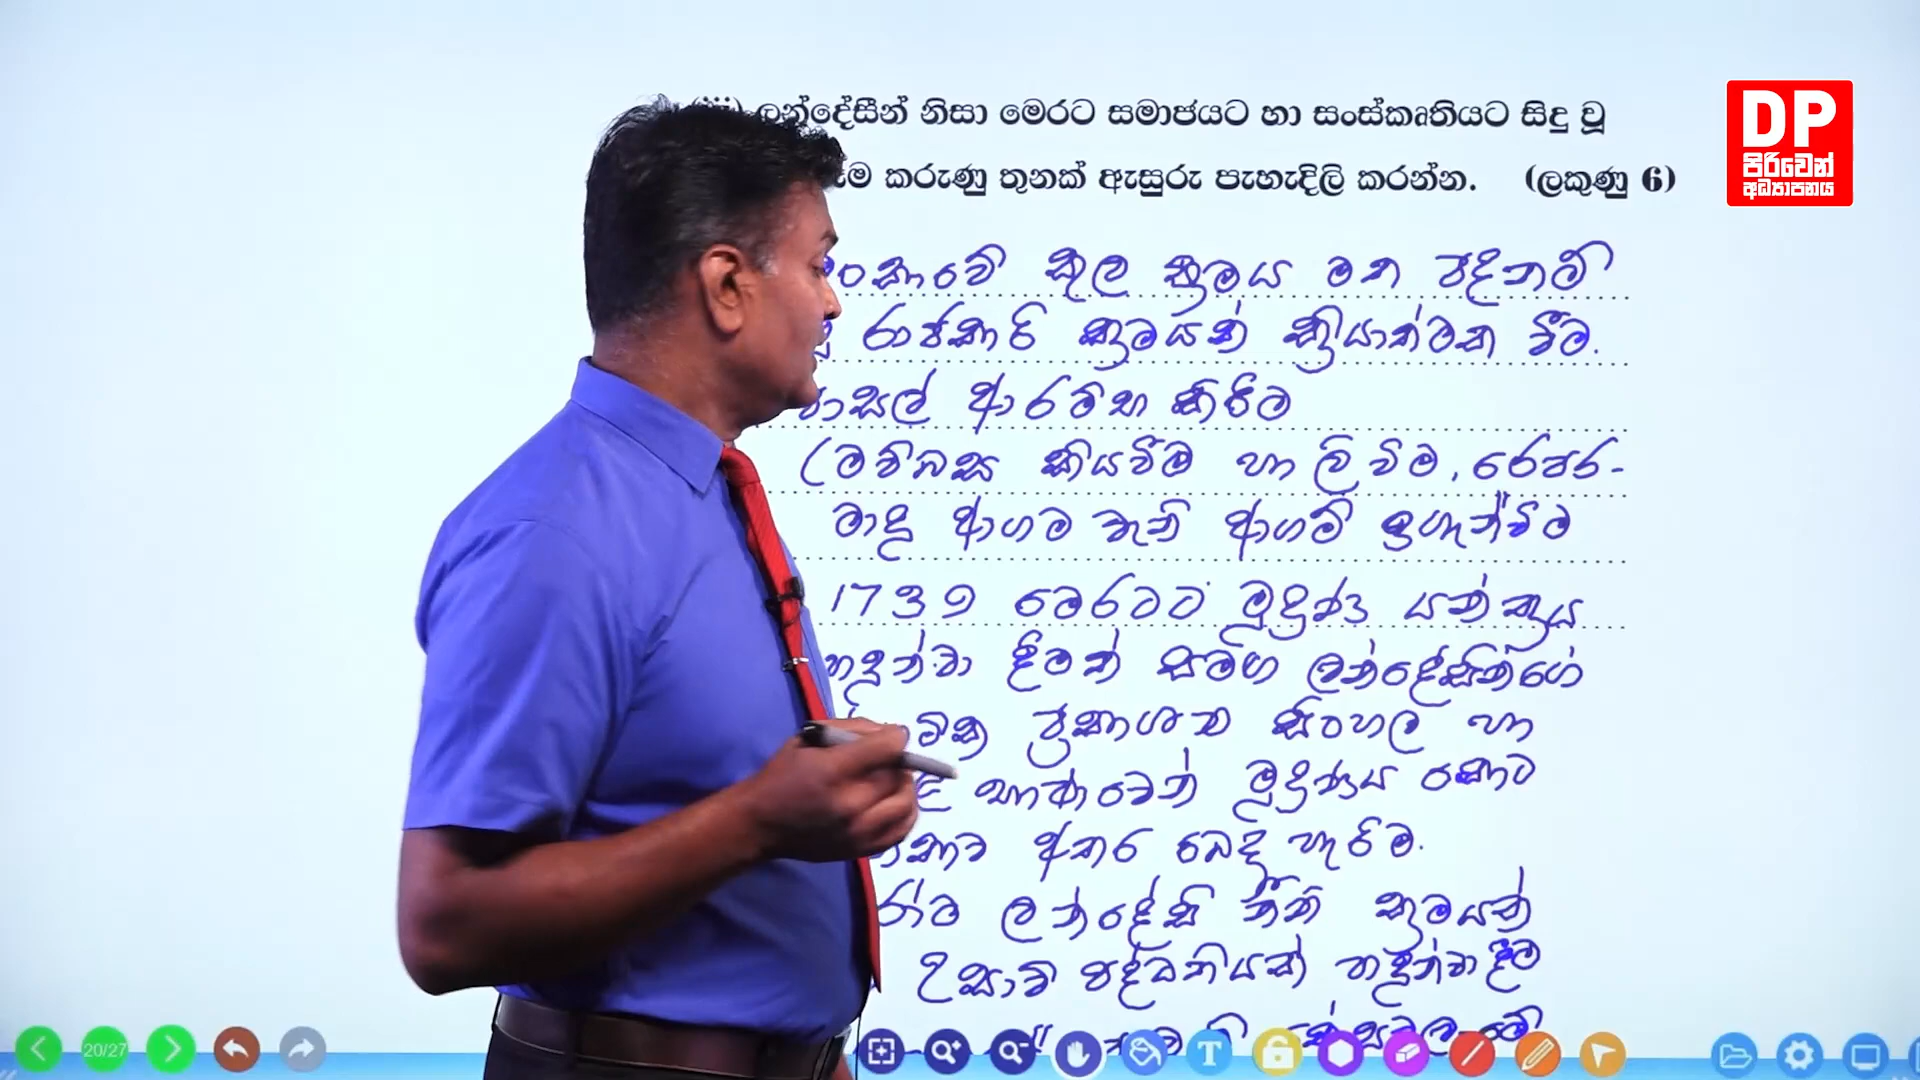 (iii) ලන්දේසීන් නිසා මෙරට සමාජයට හා සංස්කෘතියට සිදු වූ
කරුණු තුනක් ඇසුරු පැහැදිලි කරන්න. (ලකුණු 6)
DP
පිරිවෙන්
අධ්‍යාපනය
කුල ක්‍රමය මත පදනම්
රාජකාරි ක්‍රමයක් ක්‍රියාත්මක වීම.
ආරම්භ කිරීම
(මව්බස කියවීම හා ලිවීම, රෙපර-
මාදු ආගම වැනි ආගම් ඉගැන්වීම
1739 මෙරටට මුද්‍රණ යන්ත්‍රය
හඳුන්වා දීමත් සමග ලන්දේසීන්ගේ
ප්‍රකාශන සිංහල හා
භාෂාවෙන් මුද්‍රණය කොට
අතර බෙදා හැරීම.
ලන්දේසි නීති ක්‍රමයක්
උසාවි පද්ධතියක් හඳුන්වා දීම
20/27
T